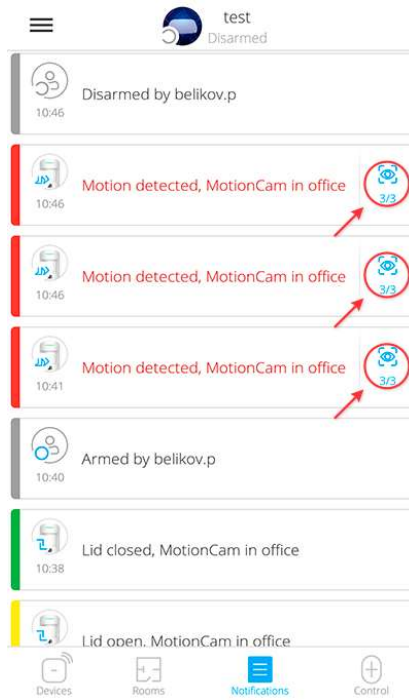 test
Disarmed
Disarmed by belikov.p
10:46
Motion detected, MotionCam in office
10:46
3/3
Motion detected, MotionCam in office
10:46
3/3
Motion detected, MotionCam in office
10:41
3/3
Armed by belikov.p
10:40
Lid closed, MotionCam in office
10:38
Lid open, MotionCam in office
Devices
Rooms
Notifications
Control